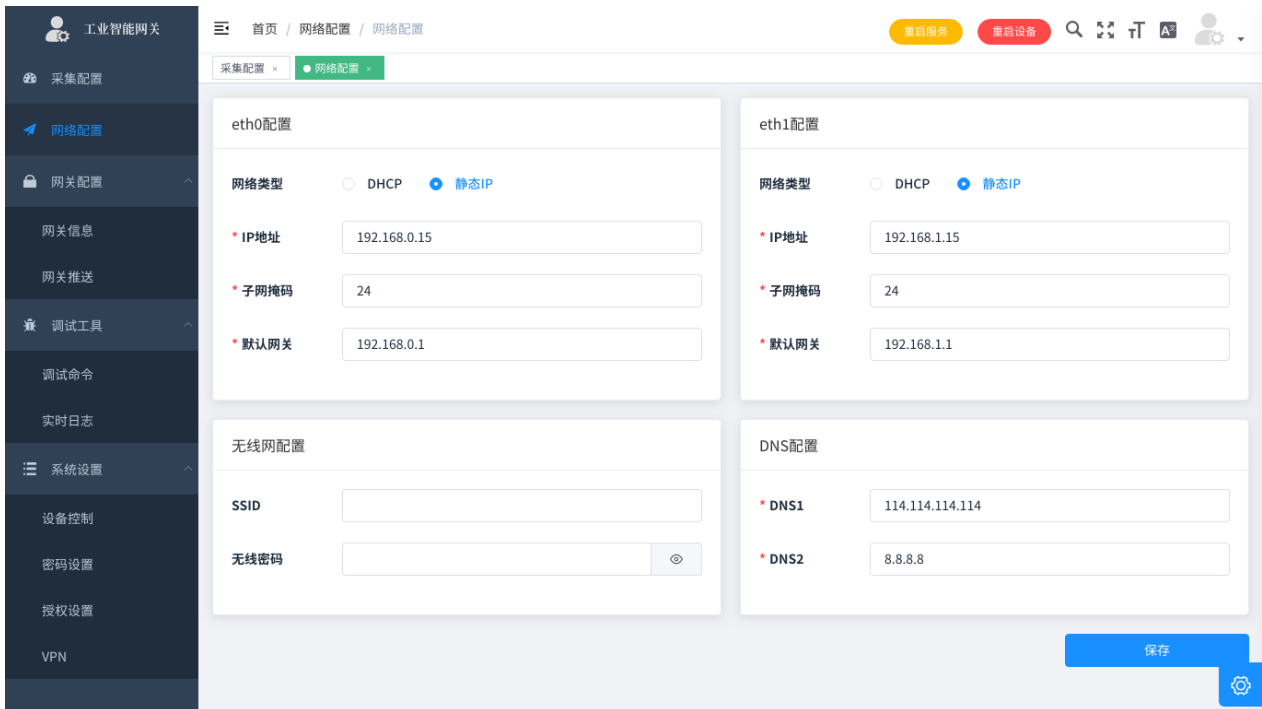 工业智能网关
首页 / 网络配置 / 网络配置
重启服务
重启设备
采集配置 ×
网络配置 ×
采集配置
网络配置
网关配置
网关信息
网关推送
调试工具
调试命令
实时日志
系统设置
设备控制
密码设置
授权设置
VPN
eth0配置
网络类型 DHCP 静态IP
* IP地址 192.168.0.15
* 子网掩码 24
* 默认网关 192.168.0.1
eth1配置
网络类型 DHCP 静态IP
* IP地址 192.168.1.15
* 子网掩码 24
* 默认网关 192.168.1.1
无线网配置
SSID
无线密码
DNS配置
* DNS1 114.114.114.114
* DNS2 8.8.8.8
保存